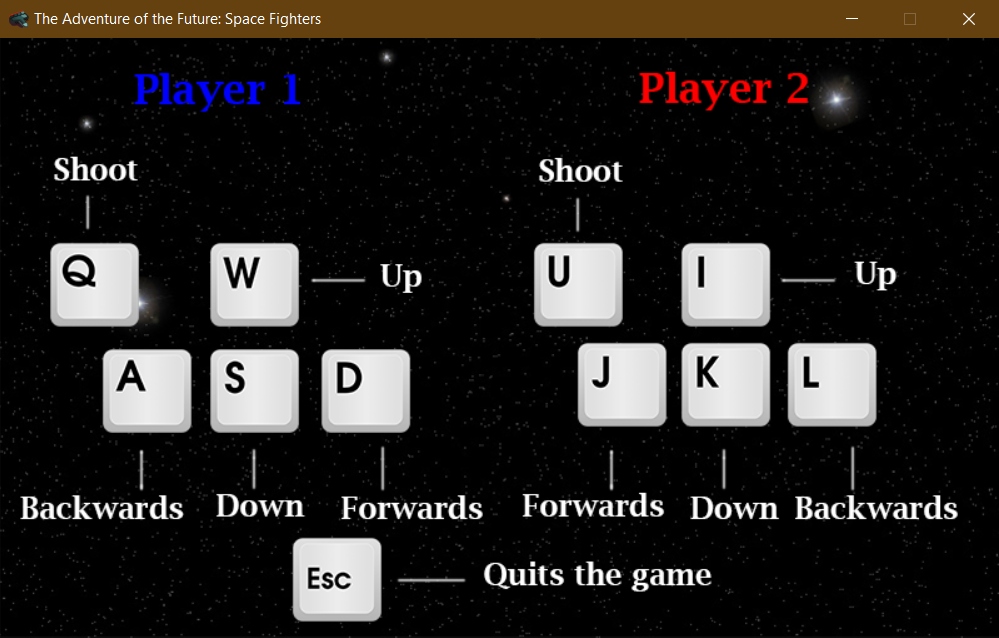 The Adventure of the Future: Space Fighters
Player 1
Player 2
Shoot
Shoot
Q
W
Up
U
I
Up
A
S
D
J
K
L
Backwards
Down
Forwards
Forwards
Down
Backwards
Esc
Quits the game